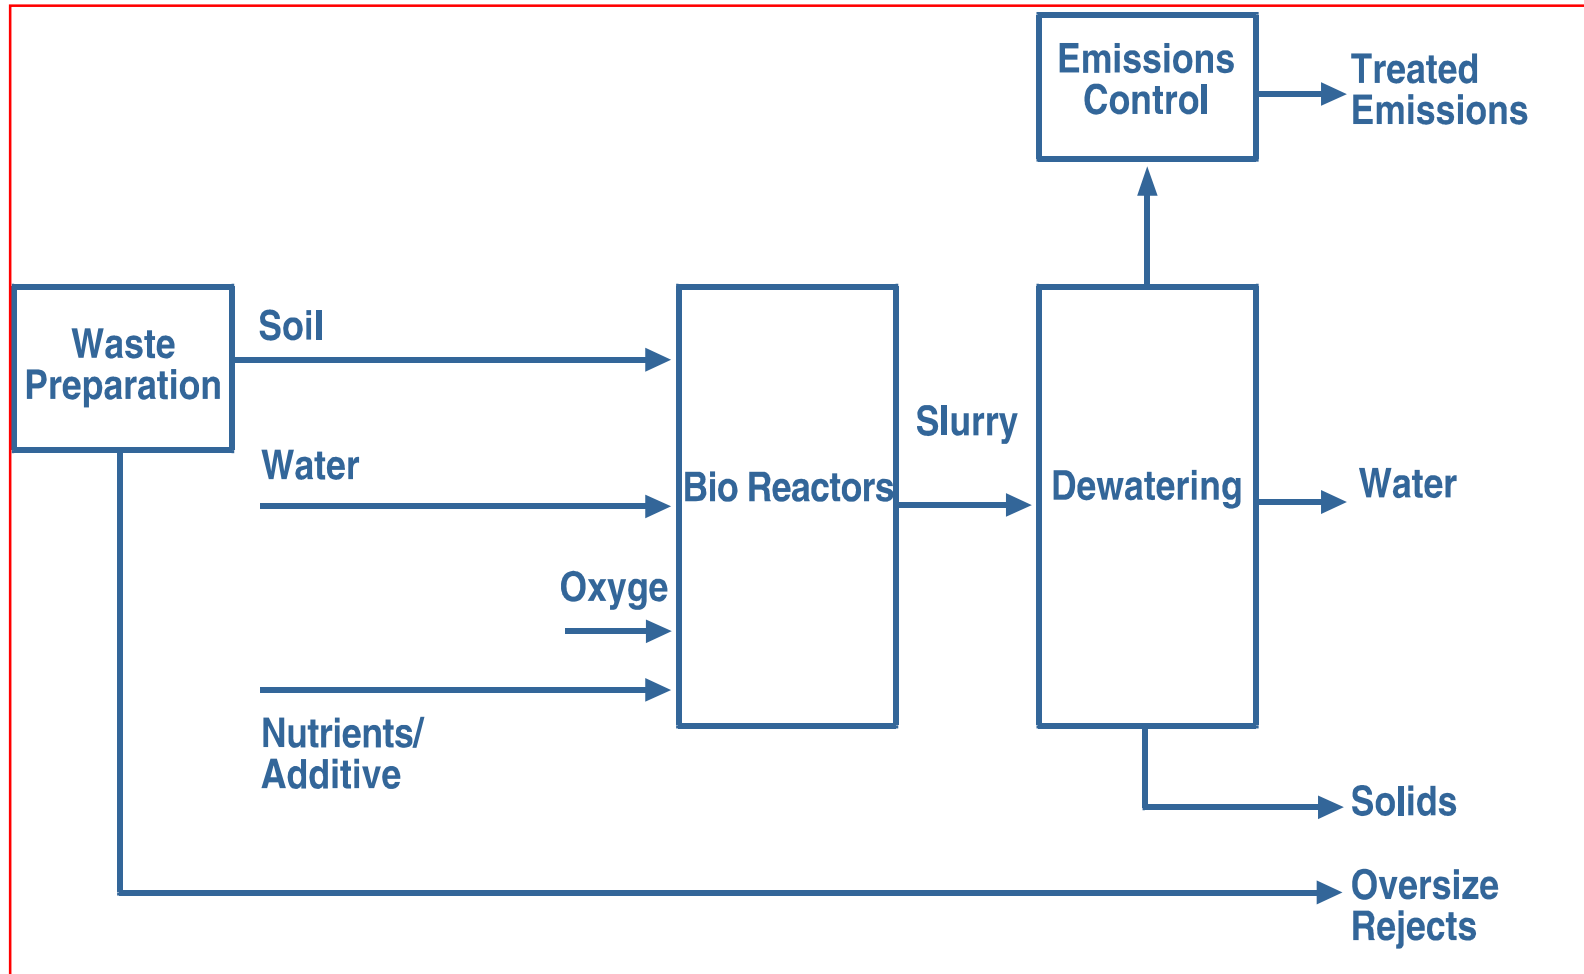 Emissions
Control
Treated
Emissions
Waste
Preparation
Soil
Water
Oxyge
Nutrients/
Additive
Bio Reactors
Slurry
Dewatering
Water
Solids
Oversize
Rejects